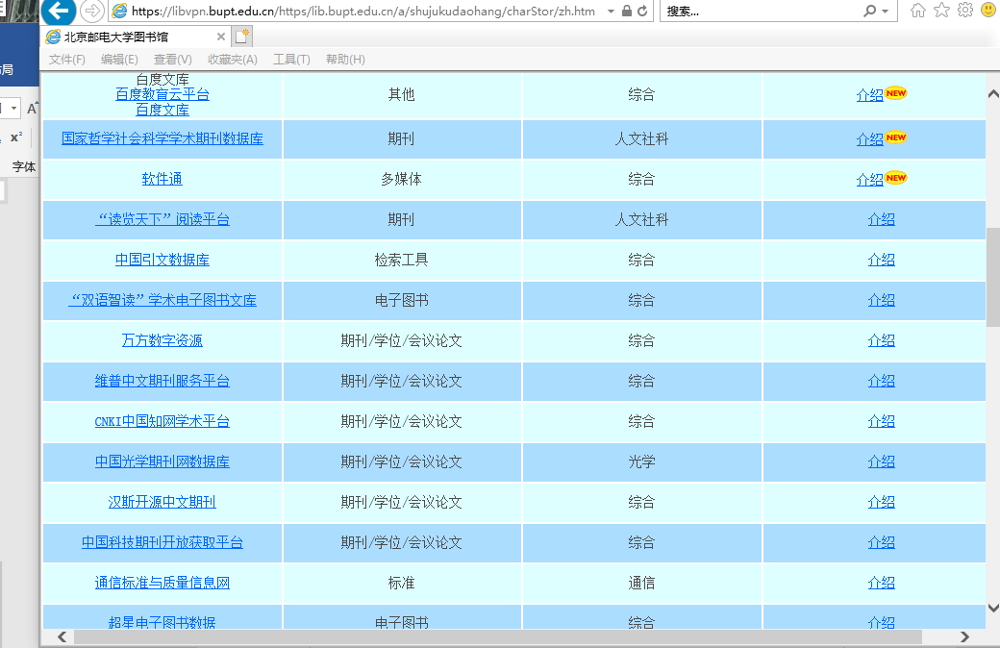 https://libvpn.bupt.edu.cn/https/lib.bupt.edu.cn/a/shujukudaohang/charStor/zh.htm
搜索...
北京邮电大学图书馆
文件(F) 编辑(E) 查看(V) 收藏夹(A) 工具(T) 帮助(H)
局
A
x²
字体
白度文库
百度教育云平台
百度文库
其他 综合 介绍 NEW
国家哲学社会科学学术期刊数据库 期刊 人文社科 介绍 NEW
软件通 多媒体 综合 介绍 NEW
“读览天下”阅读平台 期刊 人文社科 介绍
中国引文数据库 检索工具 综合 介绍
“双语智读”学术电子图书文库 电子图书 综合 介绍
万方数字资源 期刊/学位/会议论文 综合 介绍
维普中文期刊服务平台 期刊/学位/会议论文 综合 介绍
CNKI中国知网学术平台 期刊/学位/会议论文 综合 介绍
中国光学期刊网数据库 期刊/学位/会议论文 光学 介绍
汉斯开源中文期刊 期刊/学位/会议论文 综合 介绍
中国科技期刊开放获取平台 期刊/学位/会议论文 综合 介绍
通信标准与质量信息网 标准 通信 介绍
超星电子图书数据 电子图书 综合 介绍